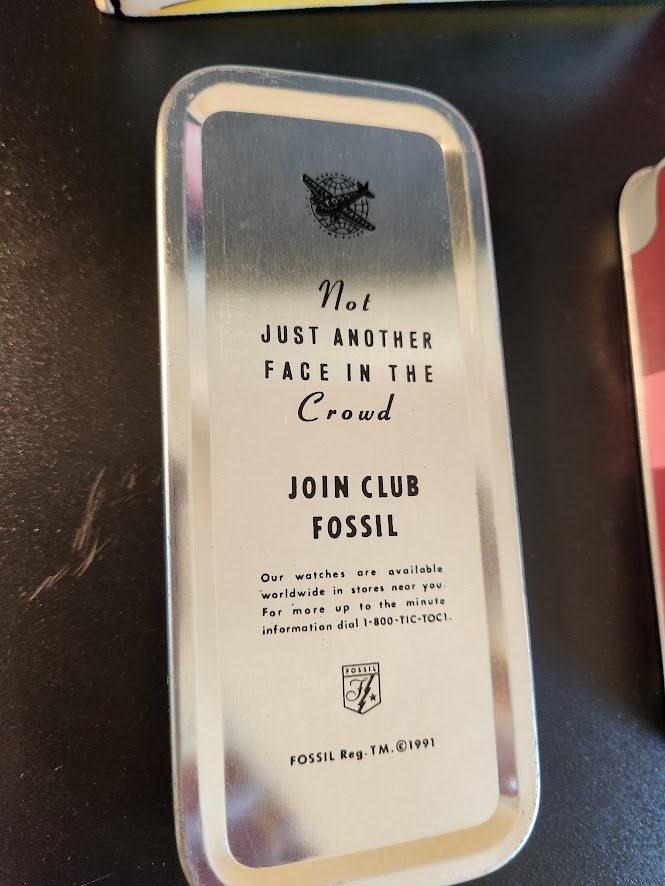 Not
JUST ANOTHER
FACE IN THE
Crowd
JOIN CLUB
FOSSIL
Our watches are available
worldwide in stores near you.
For more up to the minute
information dial 1-800-TIC-TOC1.
FOSSIL
F
FOSSIL Reg. TM. ©1991